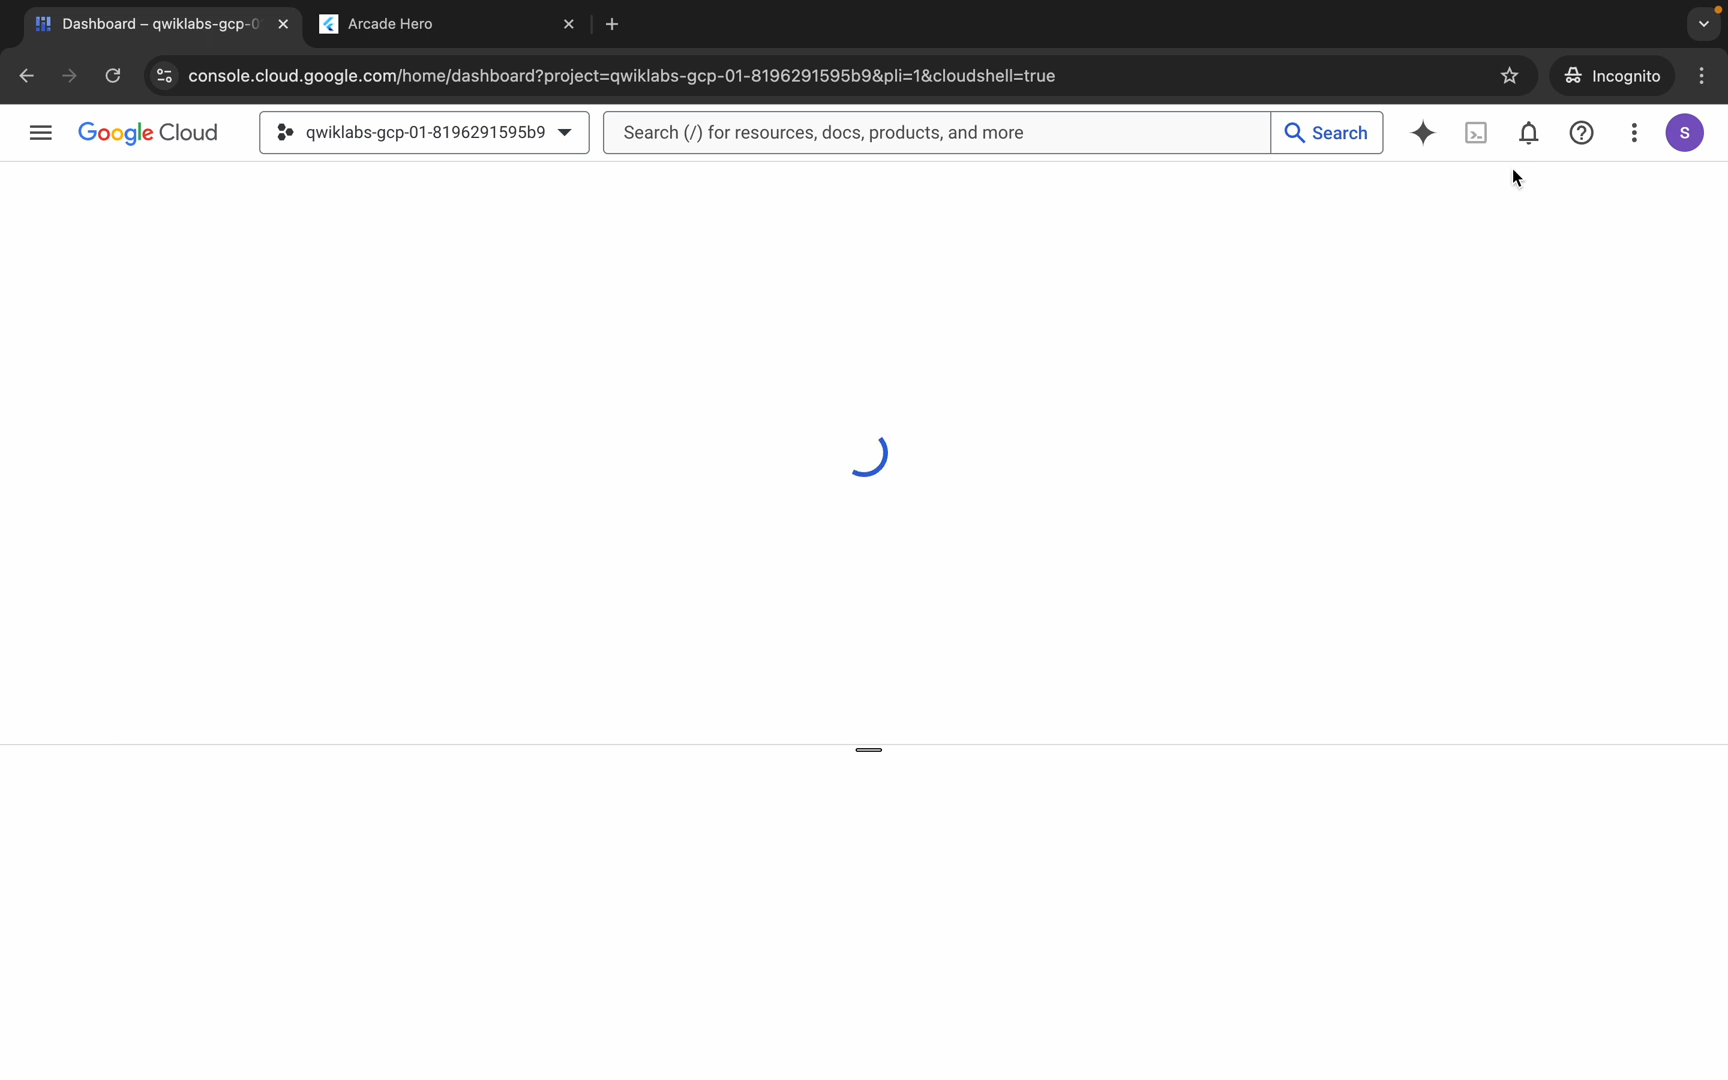 Dashboard – qwiklabs-gcp-0
Arcade Hero
console.cloud.google.com/home/dashboard?project=qwiklabs-gcp-01-8196291595b9&pli=1&cloudshell=true
Incognito
Google Cloud
qwiklabs-gcp-01-8196291595b9
Search (/) for resources, docs, products, and more
Search
S